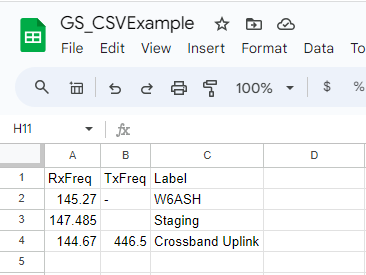 GS_CSVExample
File Edit View Insert Format Data To
100% $ %
H11 fx
A B C D
1 RxFreq TxFreq Label
2 145.27 - W6ASH
3 147.485 Staging
4 144.67 446.5 Crossband Uplink
5